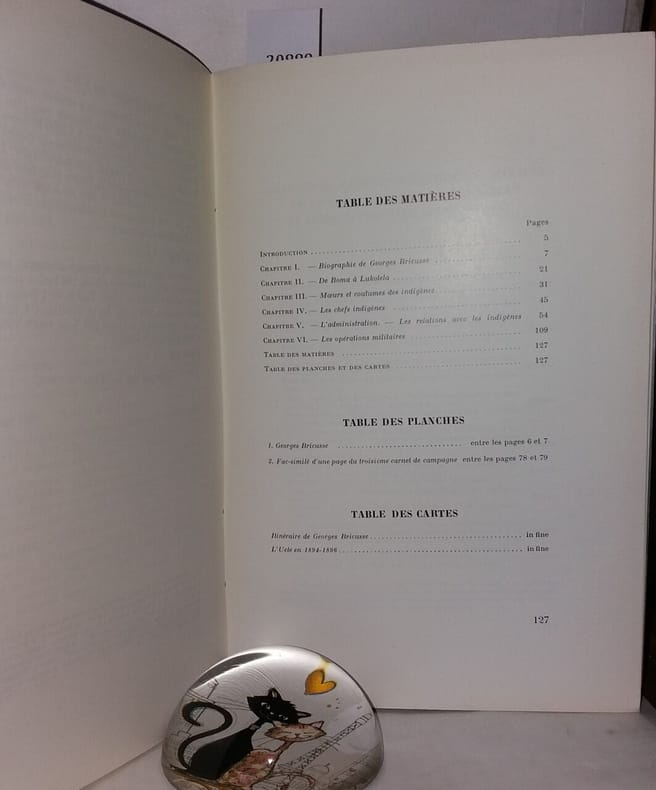 TABLE DES MATIÈRES
Pages
INTRODUCTION . . . . . . . . . . 5
CHAPITRE I. — Biographie de Georges Bricusse . . . . . . . . . . 7
CHAPITRE II. — De Boma à Lukolela . . . . . . . . . . 21
CHAPITRE III. — Mœurs et coutumes des indigènes . . . . . . . . . . 31
CHAPITRE IV. — Les chefs indigènes . . . . . . . . . . 45
CHAPITRE V. — L'administration. — Les relations avec les indigènes 54
CHAPITRE VI. — Les opérations militaires . . . . . . . . . . 109
TABLE DES MATIÈRES . . . . . . . . . . 127
TABLE DES PLANCHES ET DES CARTES . . . . . . . . . . 127
TABLE DES PLANCHES
1. Georges Bricusse . . . . . . . . . . entre les pages 6 et 7
2. Fac-similé d'une page du troisième carnet de campagne entre les pages 78 et 79
TABLE DES CARTES
Itinéraire de Georges Bricusse . . . . . . . . . . in fine
L'Uele en 1894-1896 . . . . . . . . . . in fine
127